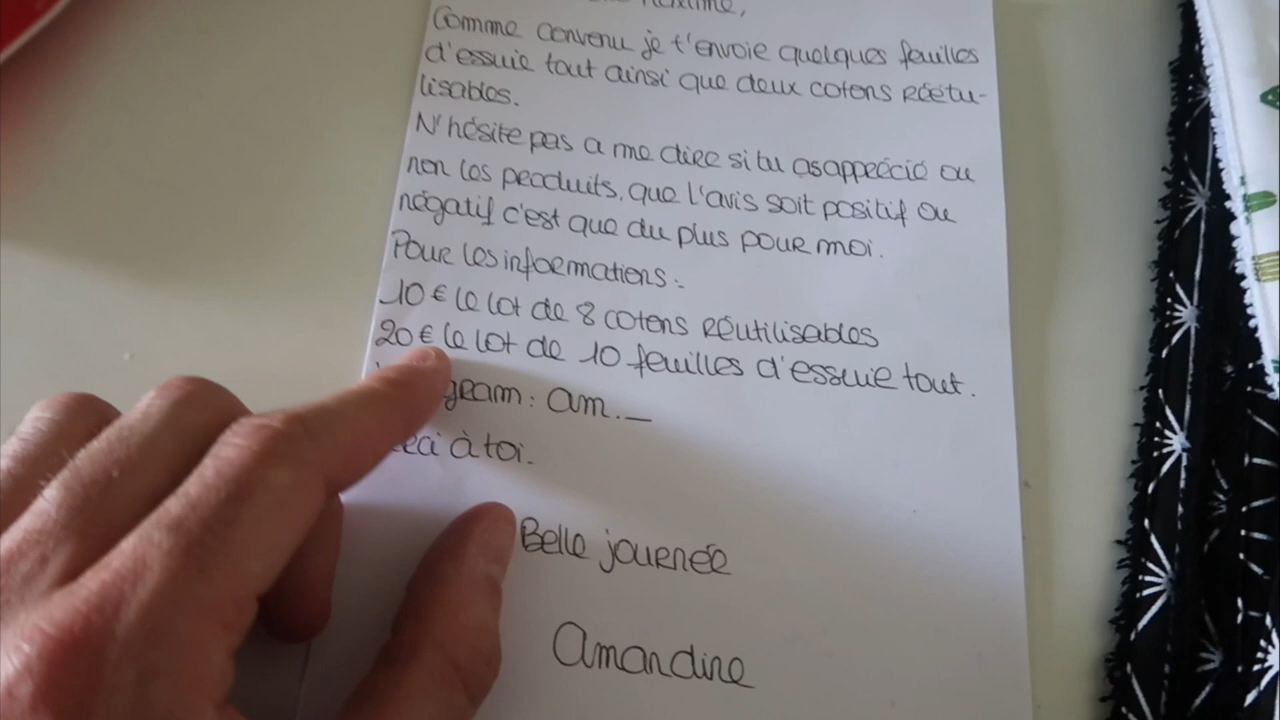 Comme convenu je t'envoie quelques feuilles
d'essuie tout ainsi que deux cotons réétu-
lisables.
N'hésite pas a me dire si tu as apprécié ou
non les produits, que l'avis soit positif ou
négatif c'est que du plus pour moi.
Pour les informations :
10 € le lot de 8 cotons réutilisables
20 € le lot de 10 feuilles d'essuie tout.
: am._
à toi.
Belle journée
Amandine